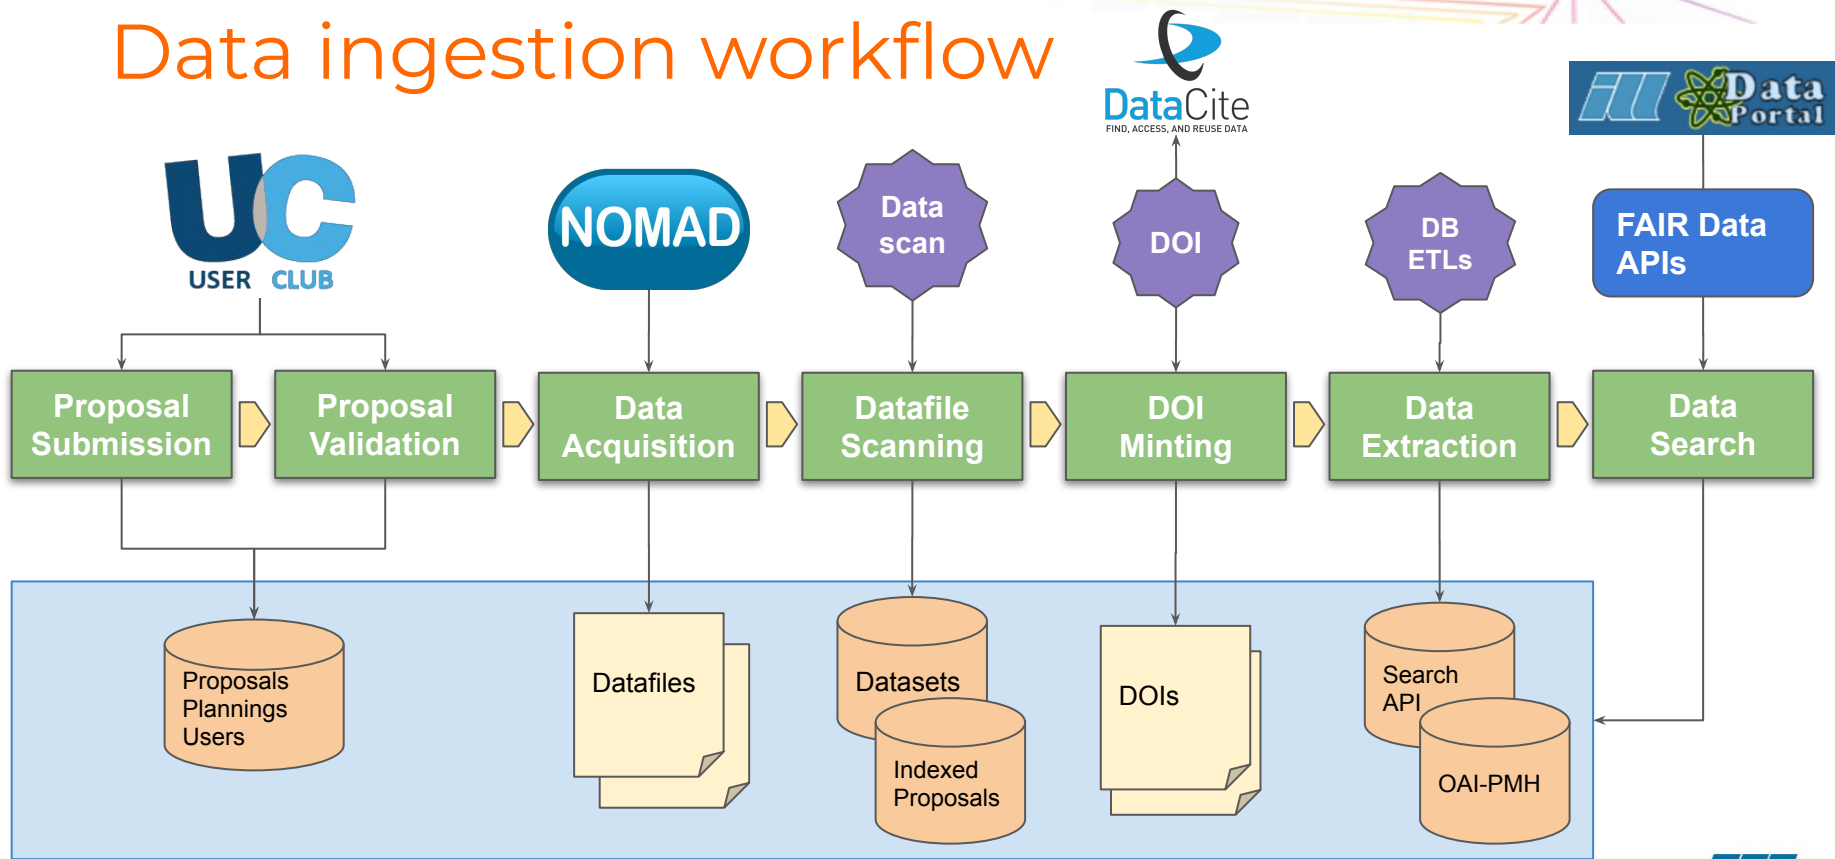 Data ingestion workflow
DataCite
FIND, ACCESS, AND REUSE DATA
ill Data
Portal
UC
USER CLUB
NOMAD
Data
scan
DOI
DB
ETLs
FAIR Data
APIs
Proposal
Submission
Proposal
Validation
Data
Acquisition
Datafile
Scanning
DOI
Minting
Data
Extraction
Data
Search
Proposals
Plannings
Users
Datafiles
Datasets
Indexed
Proposals
DOIs
Search
API
OAI-PMH